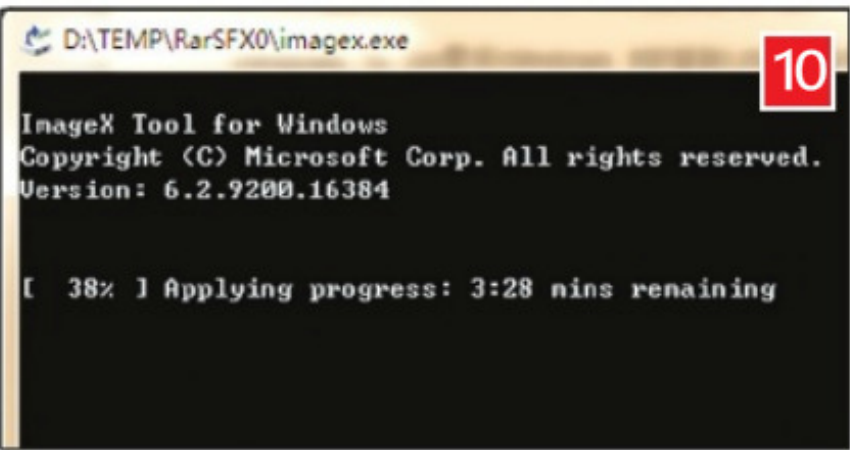 D:\TEMP\RarSFX0\imagex.exe
10
ImageX Tool for Windows
Copyright (C) Microsoft Corp. All rights reserved.
Version: 6.2.9200.16384
[  38% ] Applying progress: 3:28 mins remaining